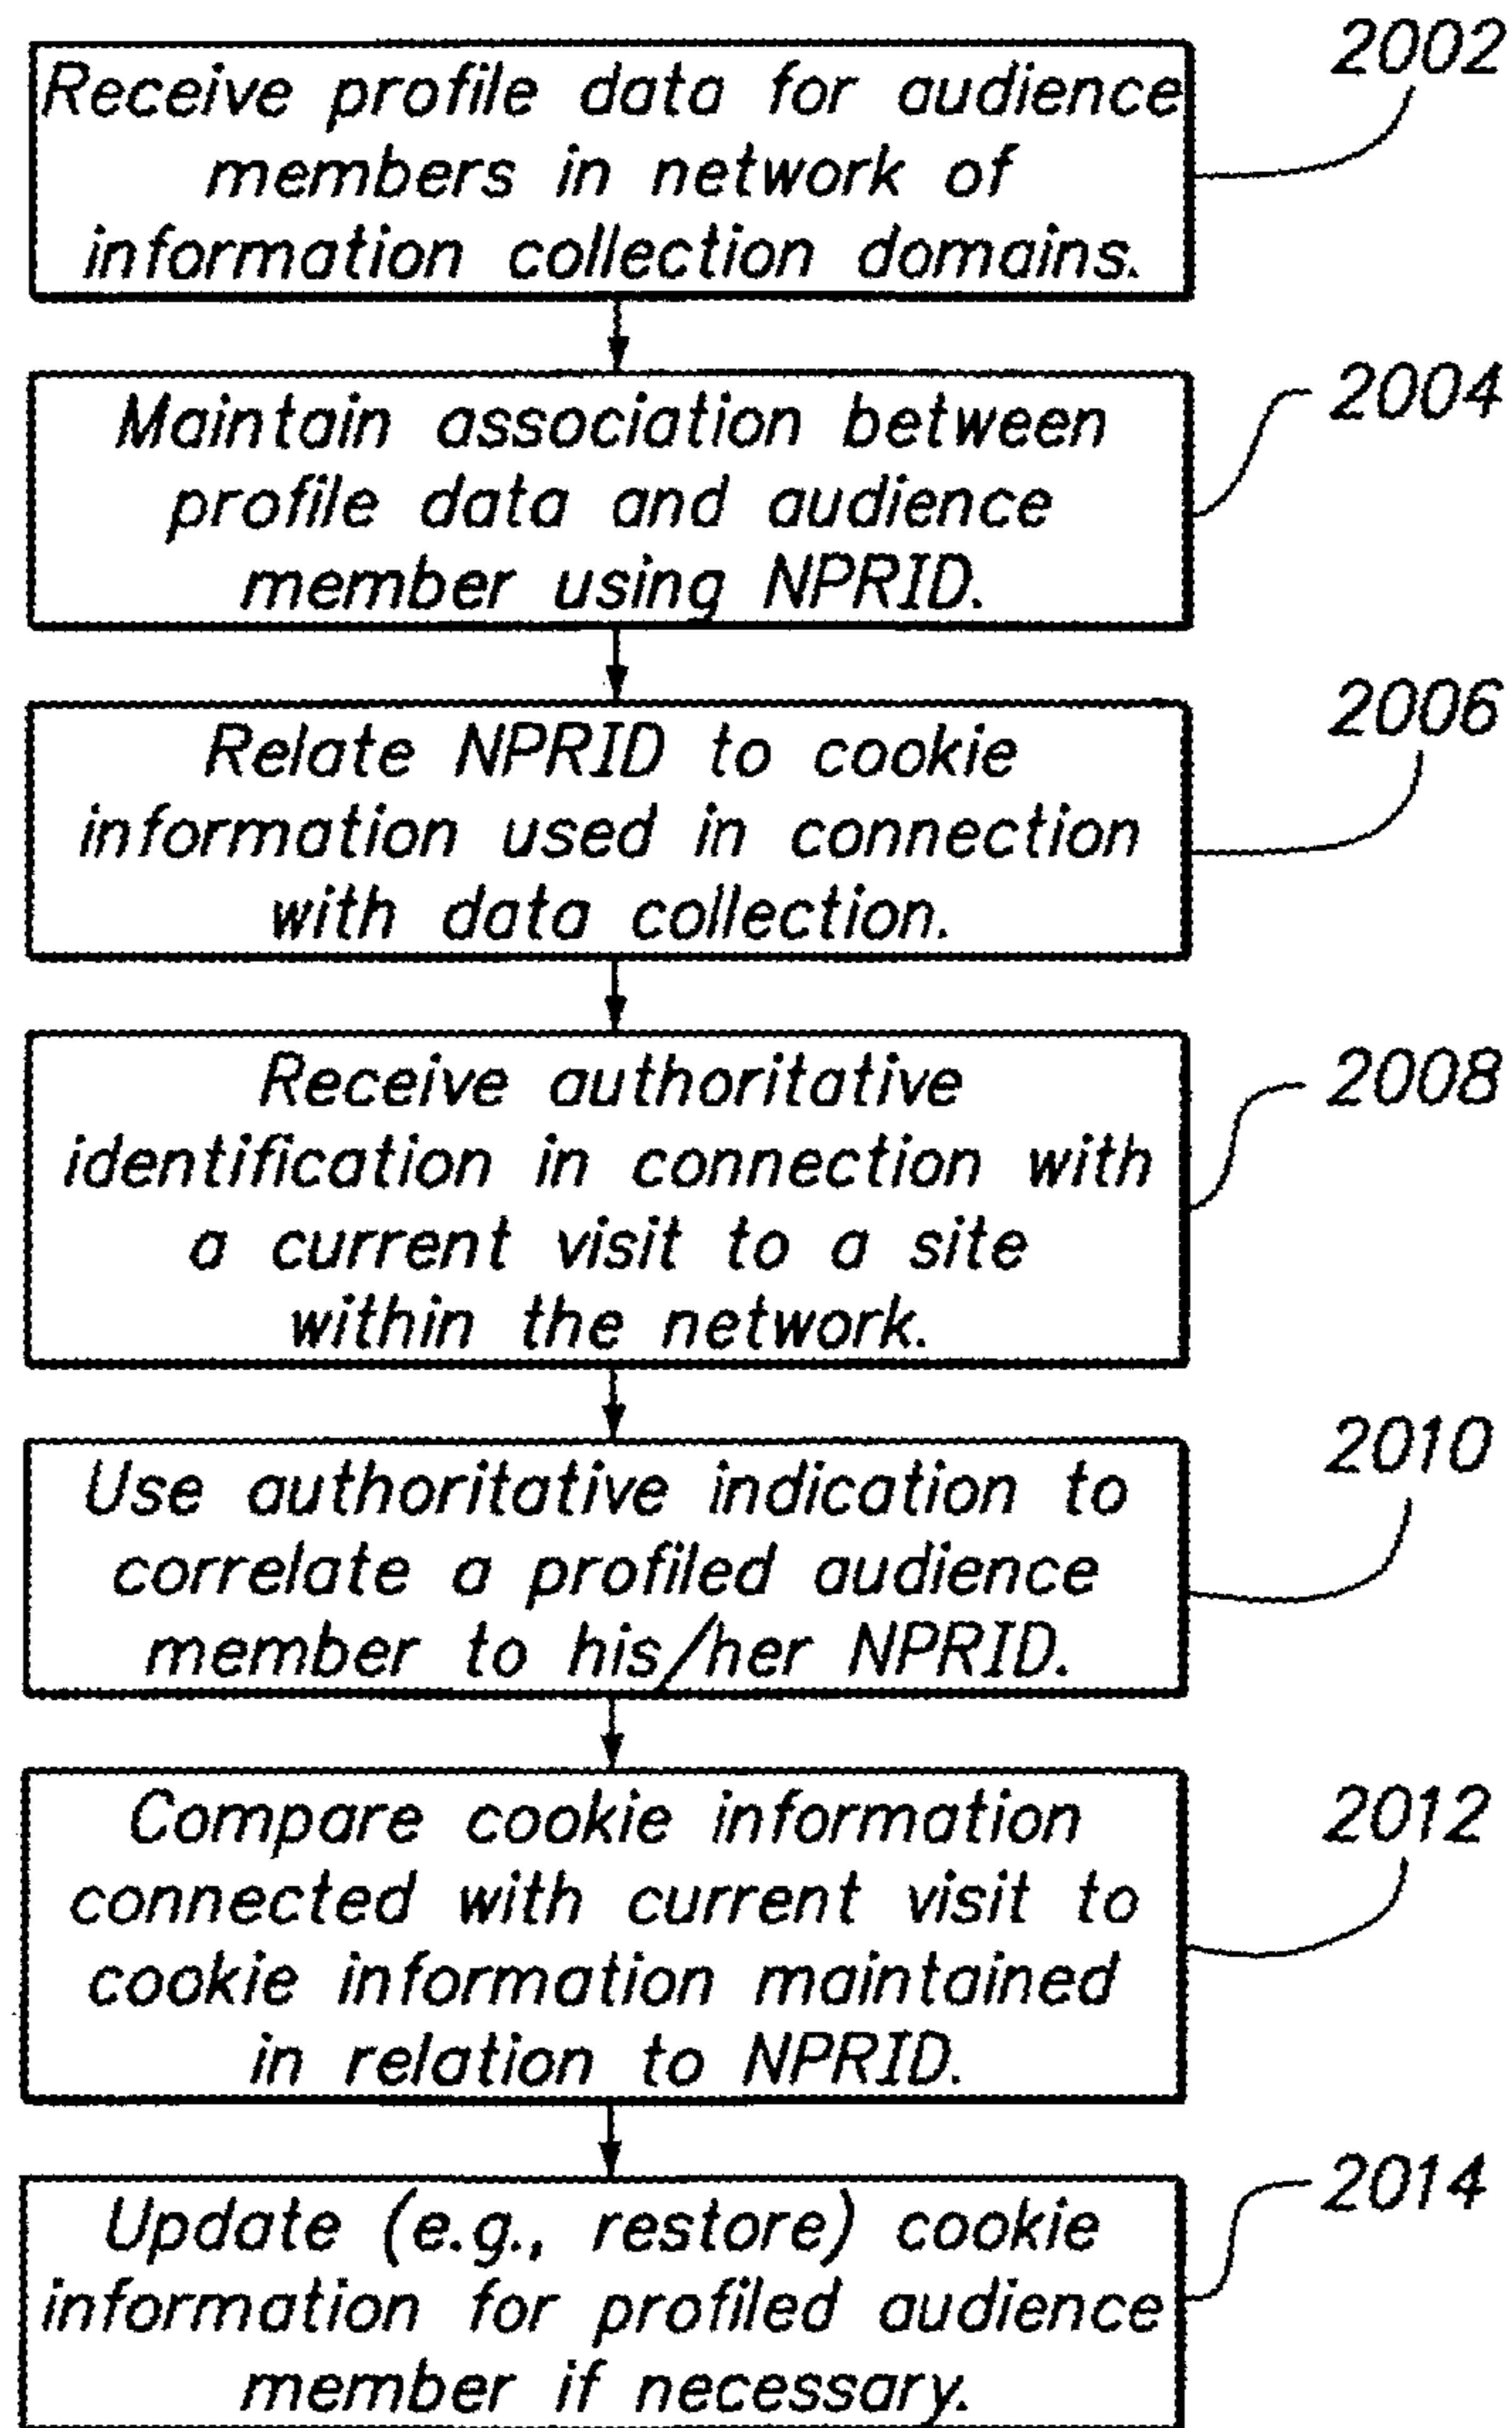 Receive profile data for audience
members in network of
information collection domains.
2002
Maintain association between
profile data and audience
member using NPRID.
2004
Relate NPRID to cookie
information used in connection
with data collection.
2006
Receive authoritative
identification in connection with
a current visit to a site
within the network.
2008
Use authoritative indication to
correlate a profiled audience
member to his/her NPRID.
2010
Compare cookie information
connected with current visit to
cookie information maintained
in relation to NPRID.
2012
Update (e.g., restore) cookie
information for profiled audience
member if necessary.
2014